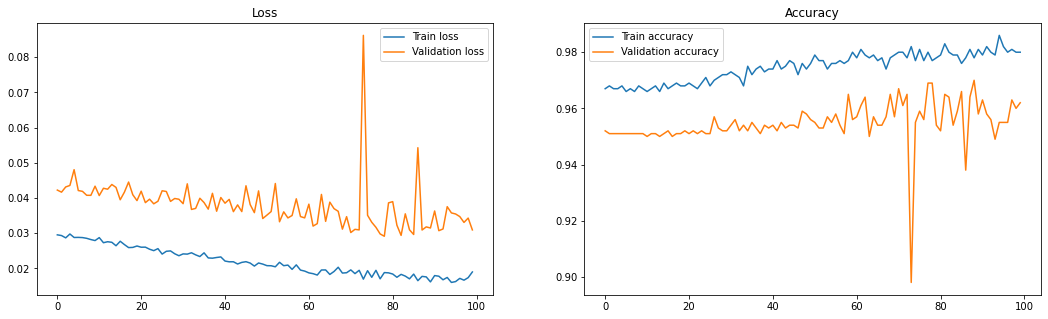 Loss
Train loss
Validation loss
0.08
0.07
0.06
0.05
0.04
0.03
0.02
0 20 40 60 80 100
Accuracy
Train accuracy
Validation accuracy
0.98
0.96
0.94
0.92
0.90
0 20 40 60 80 100